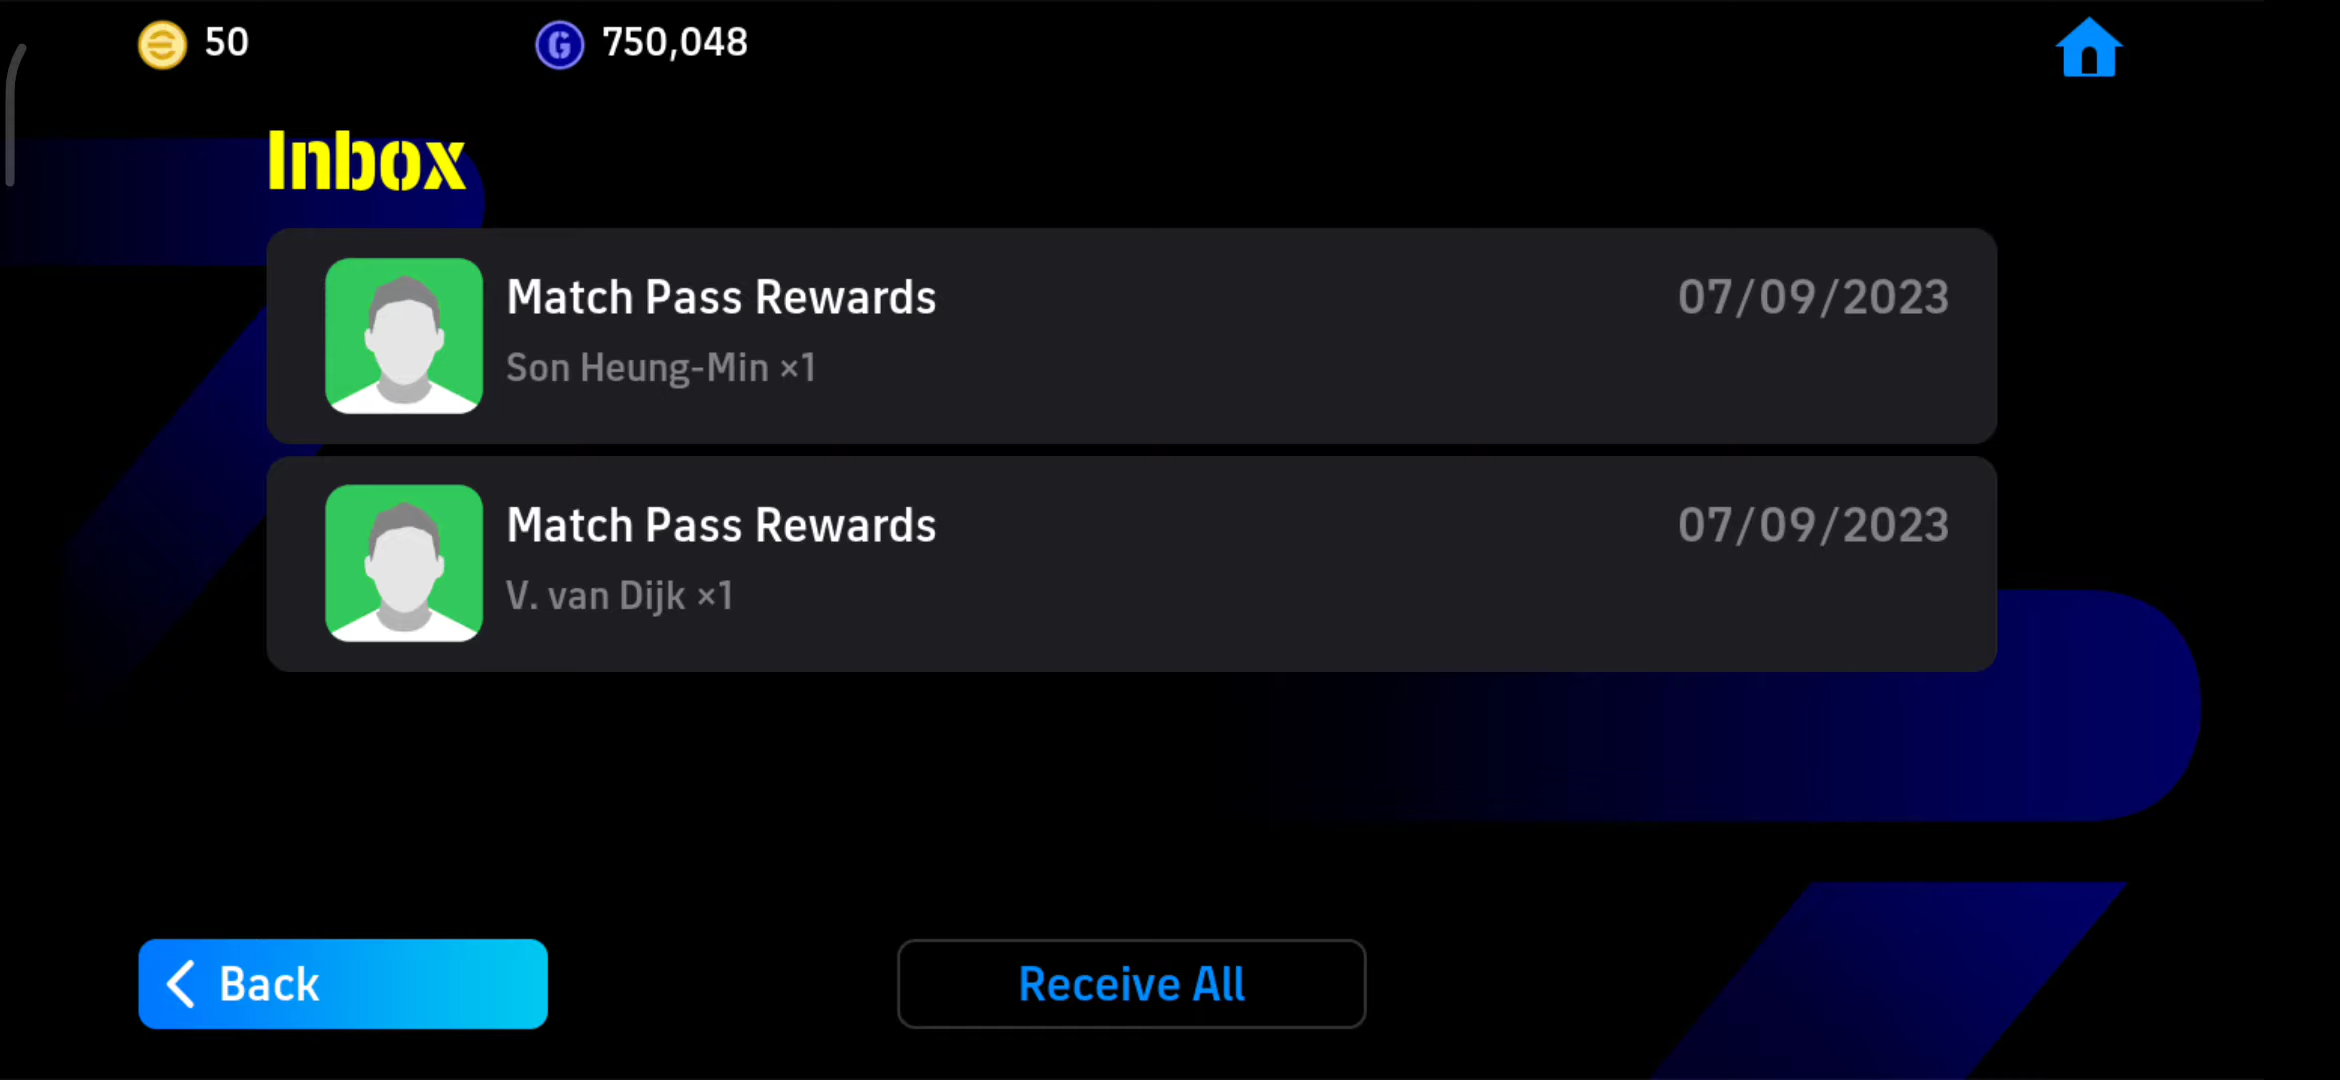 50
750,048
Inbox
Match Pass Rewards
07/09/2023
Son Heung-Min ×1
Match Pass Rewards
07/09/2023
V. van Dijk ×1
Back
Receive All